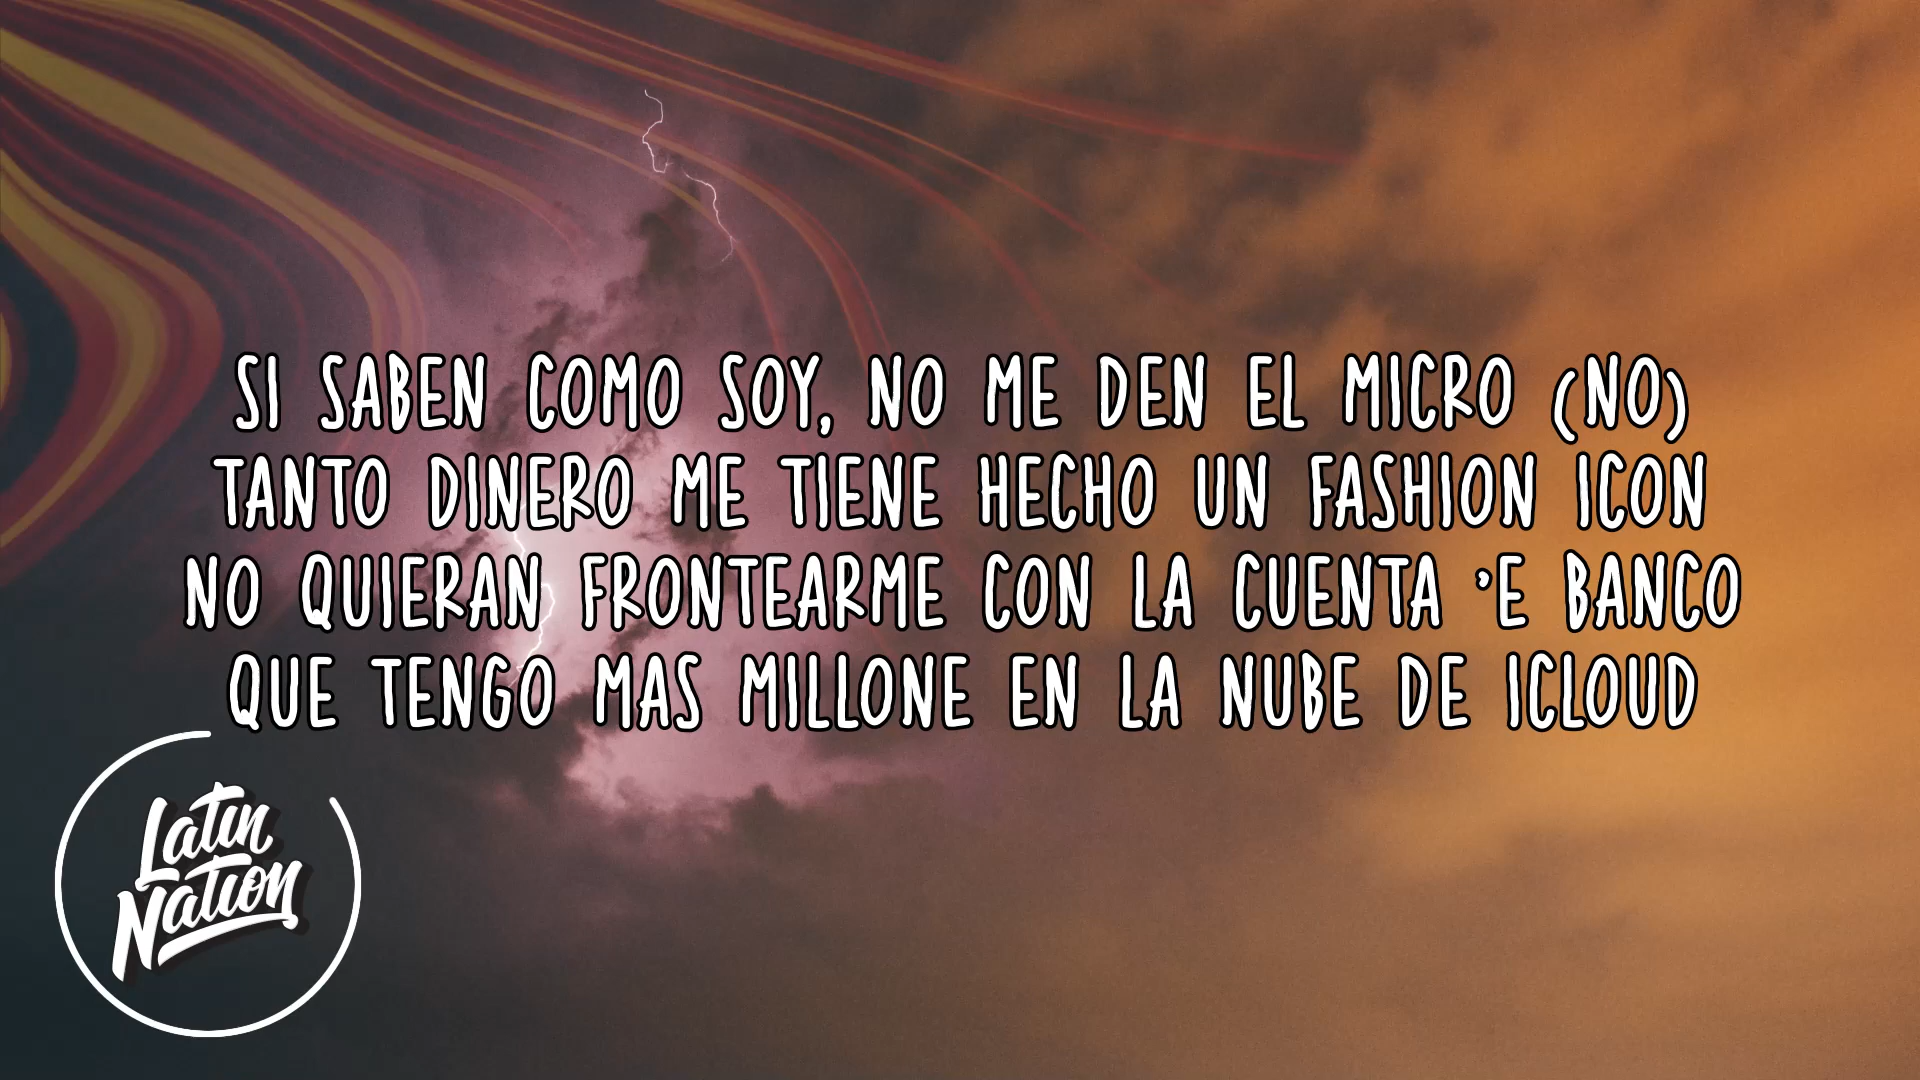 SI SABEN COMO SOY, NO ME DEN EL MICRO (NO)
TANTO DINERO ME TIENE HECHO UN FASHION ICON
NO QUIERAN FRONTEARME CON LA CUENTA 'E BANCO
QUE TENGO MAS MILLONE EN LA NUBE DE ICLOUD
Latin
Nation